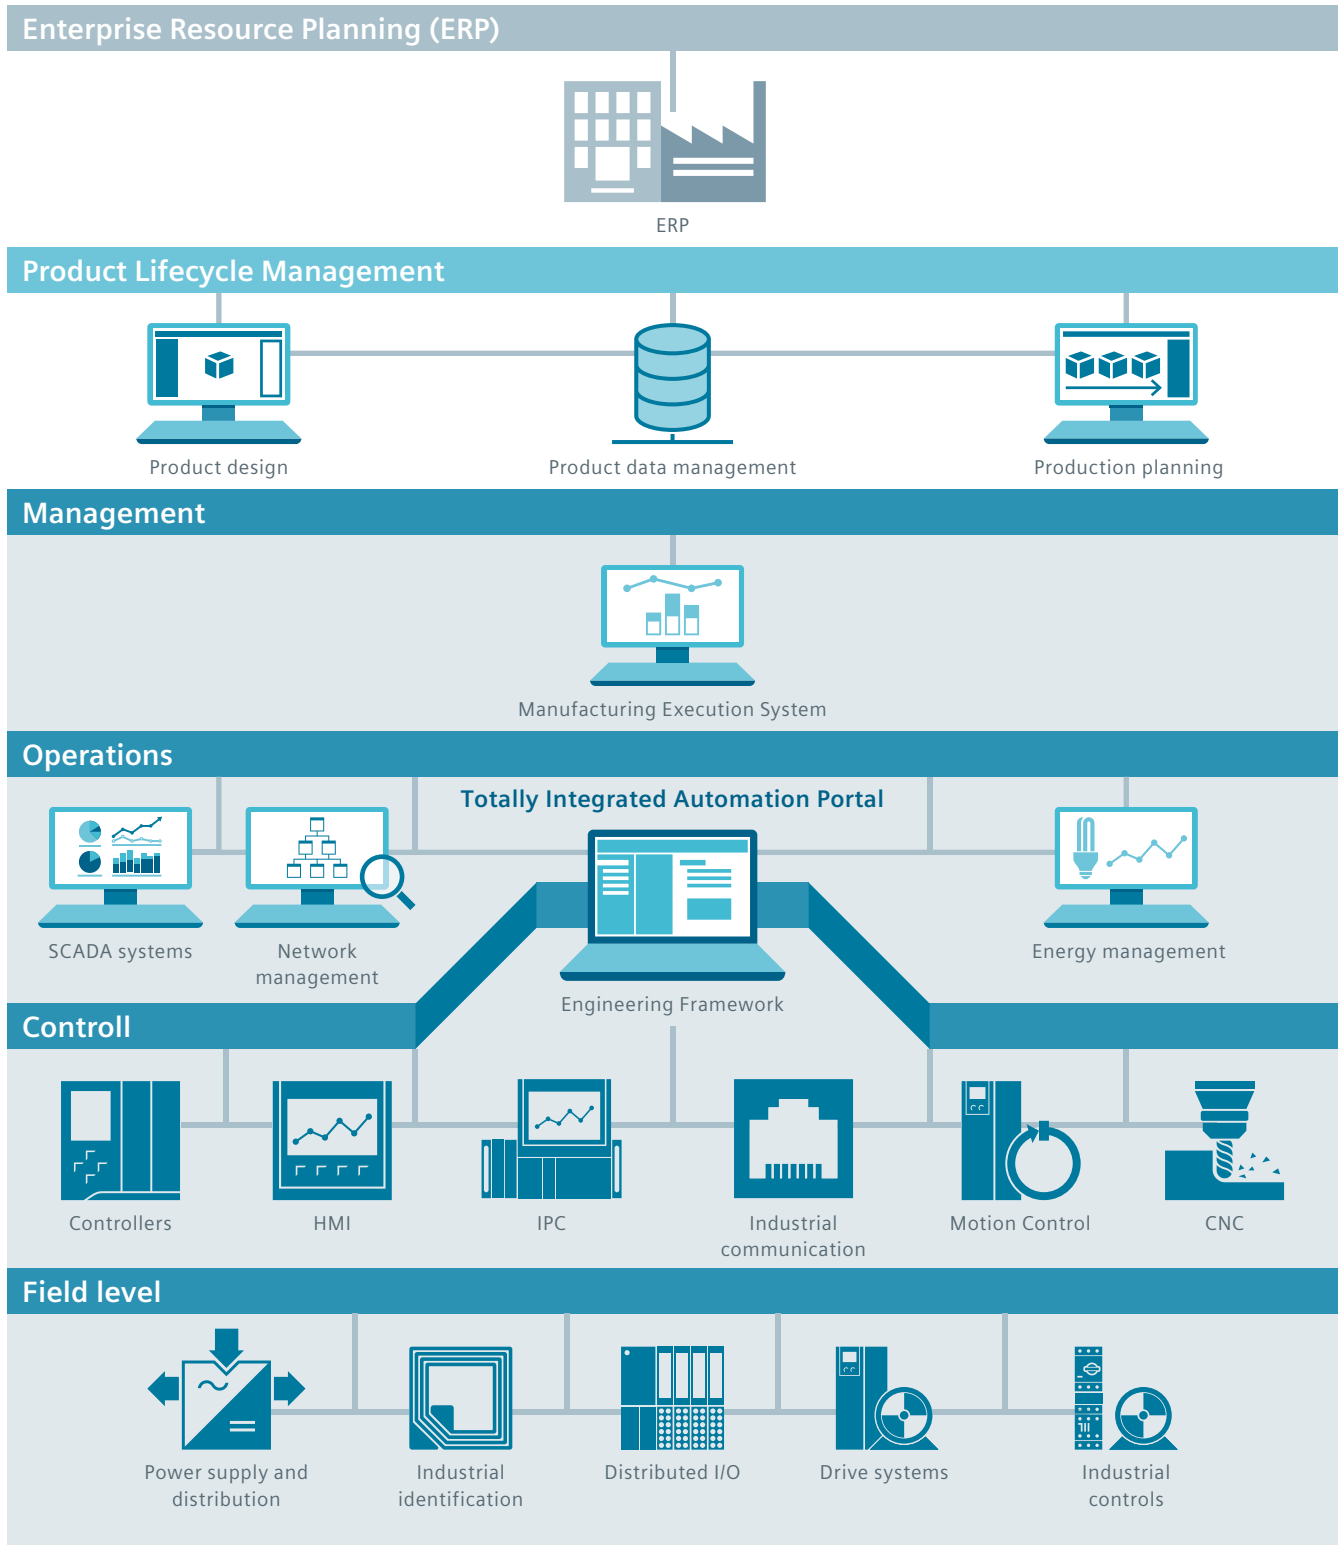 Enterprise Resource Planning (ERP)
ERP
Product Lifecycle Management
Product design
Product data management
Production planning
Management
Manufacturing Execution System
Operations
Totally Integrated Automation Portal
SCADA systems
Network
management
Engineering Framework
Energy management
Controll
Controllers
HMI
IPC
Industrial
communication
Motion Control
CNC
Field level
Power supply and
distribution
Industrial
identification
Distributed I/O
Drive systems
Industrial
controls